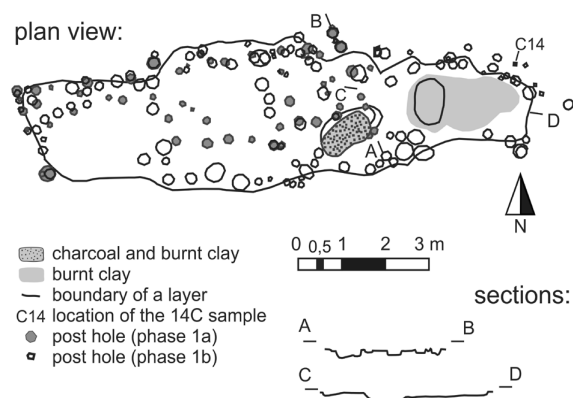 plan view:
B
C14
C
D
A
N
charcoal and burnt clay
burnt clay
boundary of a layer
C14 location of the 14C sample
post hole (phase 1a)
post hole (phase 1b)
0 0,5 1 2 3 m
sections:
A B
C D